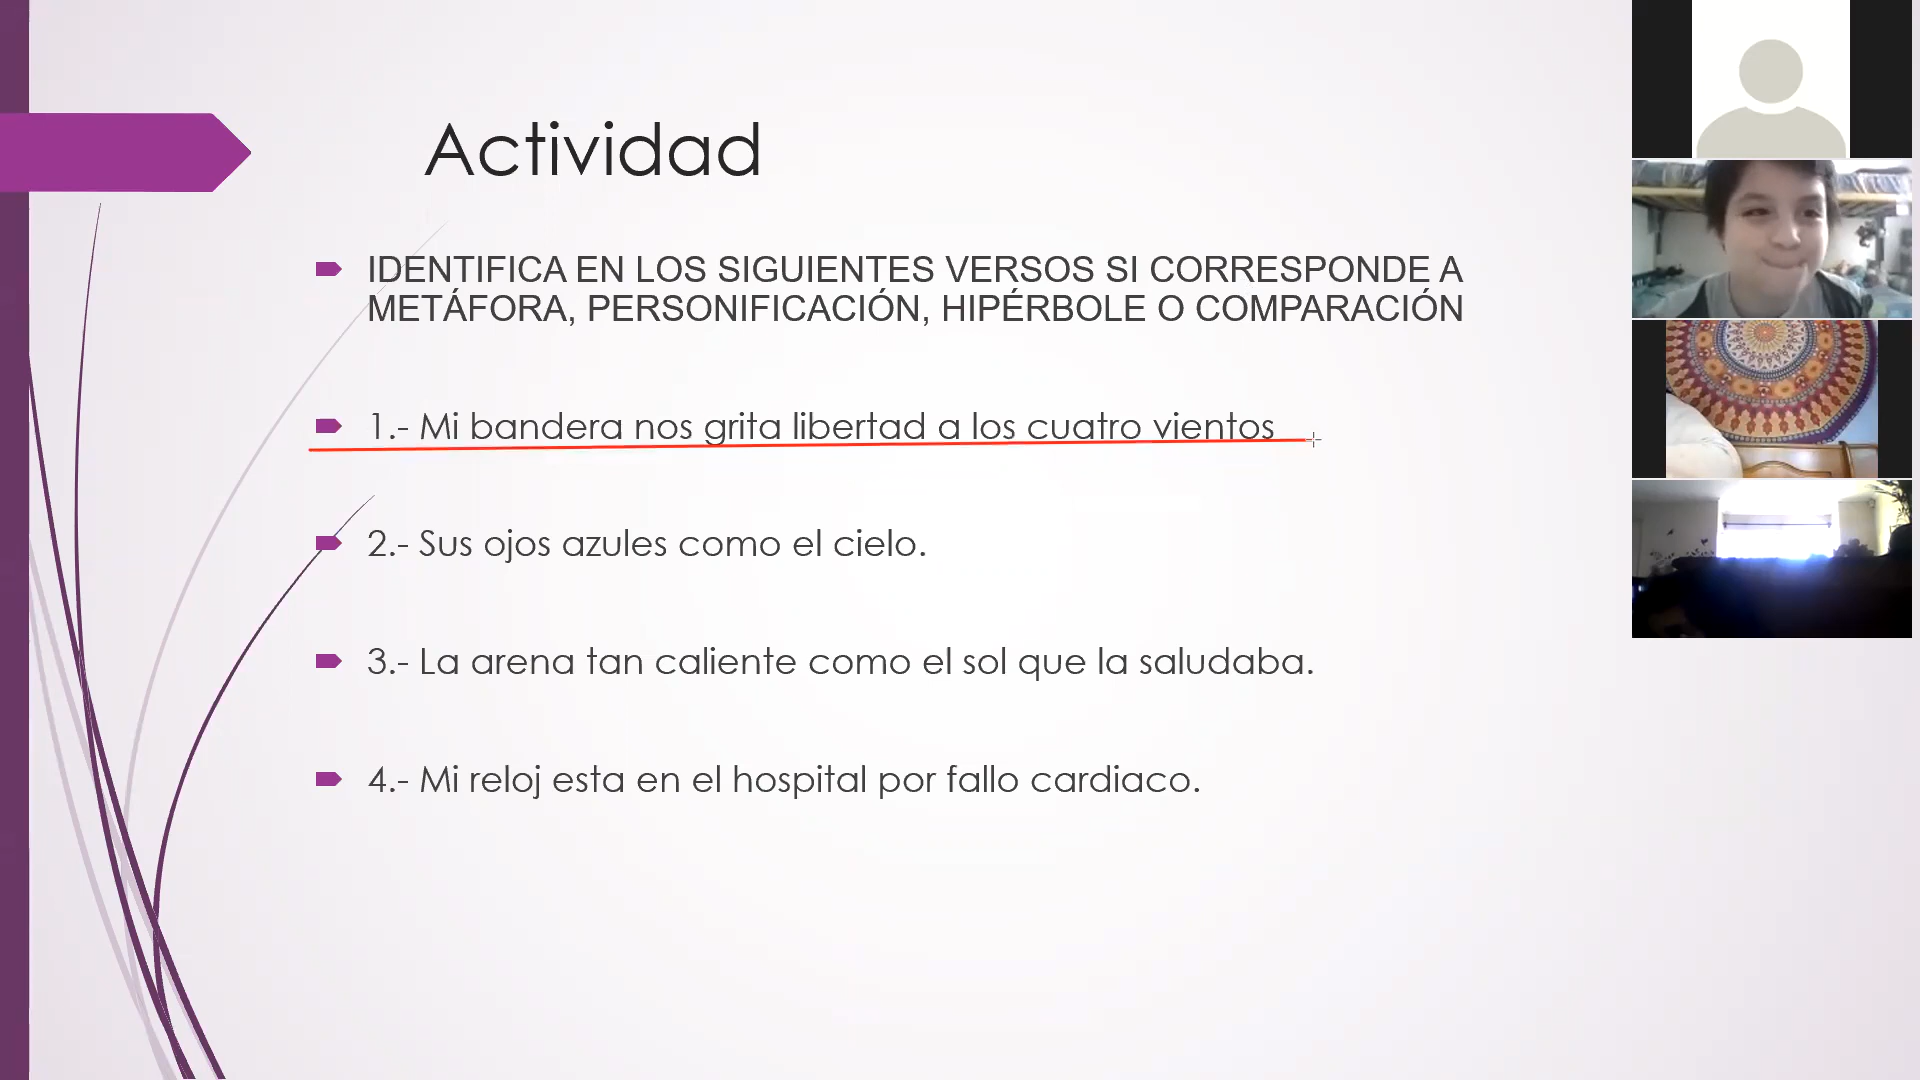 Actividad
IDENTIFICA EN LOS SIGUIENTES VERSOS SI CORRESPONDE A
METÁFORA, PERSONIFICACIÓN, HIPÉRBOLE O COMPARACIÓN
1.- Mi bandera nos grita libertad a los cuatro vientos
2.- Sus ojos azules como el cielo.
3.- La arena tan caliente como el sol que la saludaba.
4.- Mi reloj esta en el hospital por fallo cardiaco.